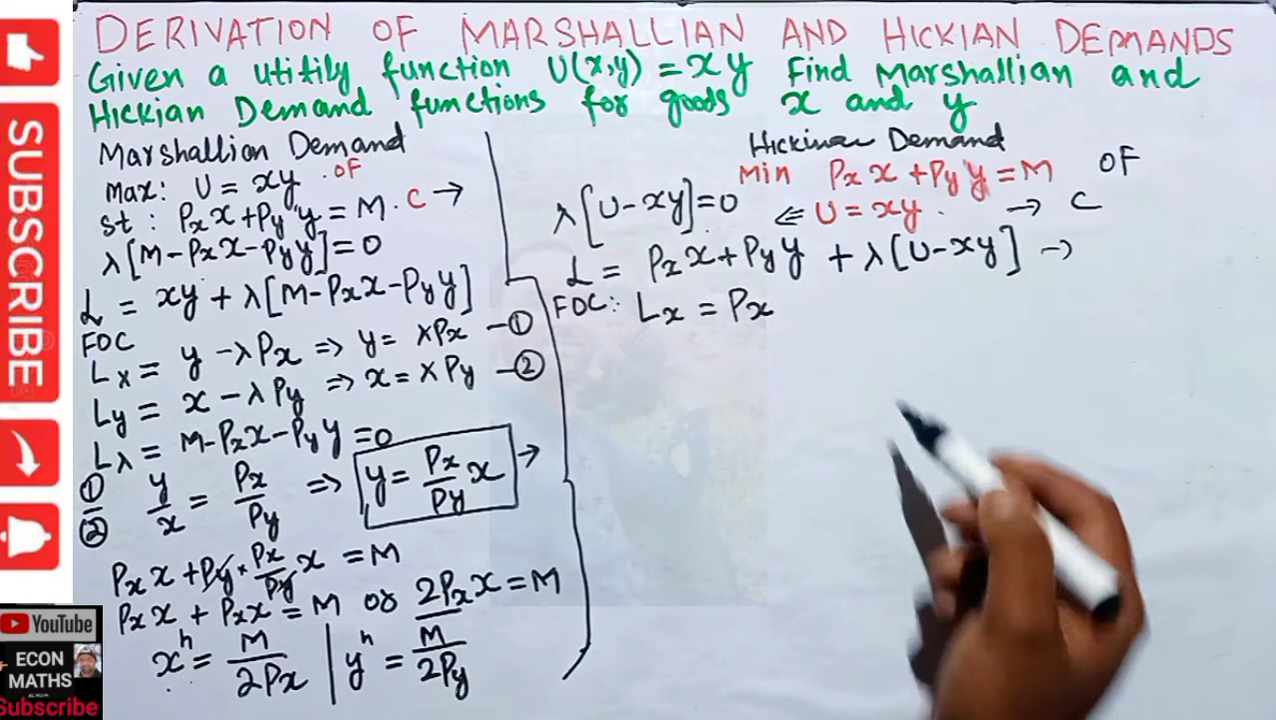 DERIVATION OF MARSHALLIAN AND HICKIAN DEMANDS
Given a utitily function U(x,y) = xy Find Marshallian and
Hickian Demand functions for goods x and y
Marshallian Demand
Max: U = xy . OF
st : Pxx+Pyy = M . C →
λ[M-Pxx-Pyy]=0
L = xy + λ[M-Pxx-Pyy]
FOC
Lx = y -λPx => y = λPx -①
Ly = x -λPy => x = λPy -②
Lλ = M-Pxx-Pyy =0
①/② y/x = Px/Py => y= Px/Py x →
Pxx +Py×Px/Py x = M
Pxx + Pxx = M or 2Pxx = M
x^h = M/2Px | y^h = M/2Py
Demand
Min Pxx +Pyy =M OF
λ[U-xy]=0 <= U=xy . → C
L = Pxx+Pyy +λ[U-xy] →
FOC: Lx = Px
SUBSCRIBE
YouTube
ECON
MATHS
Subscribe